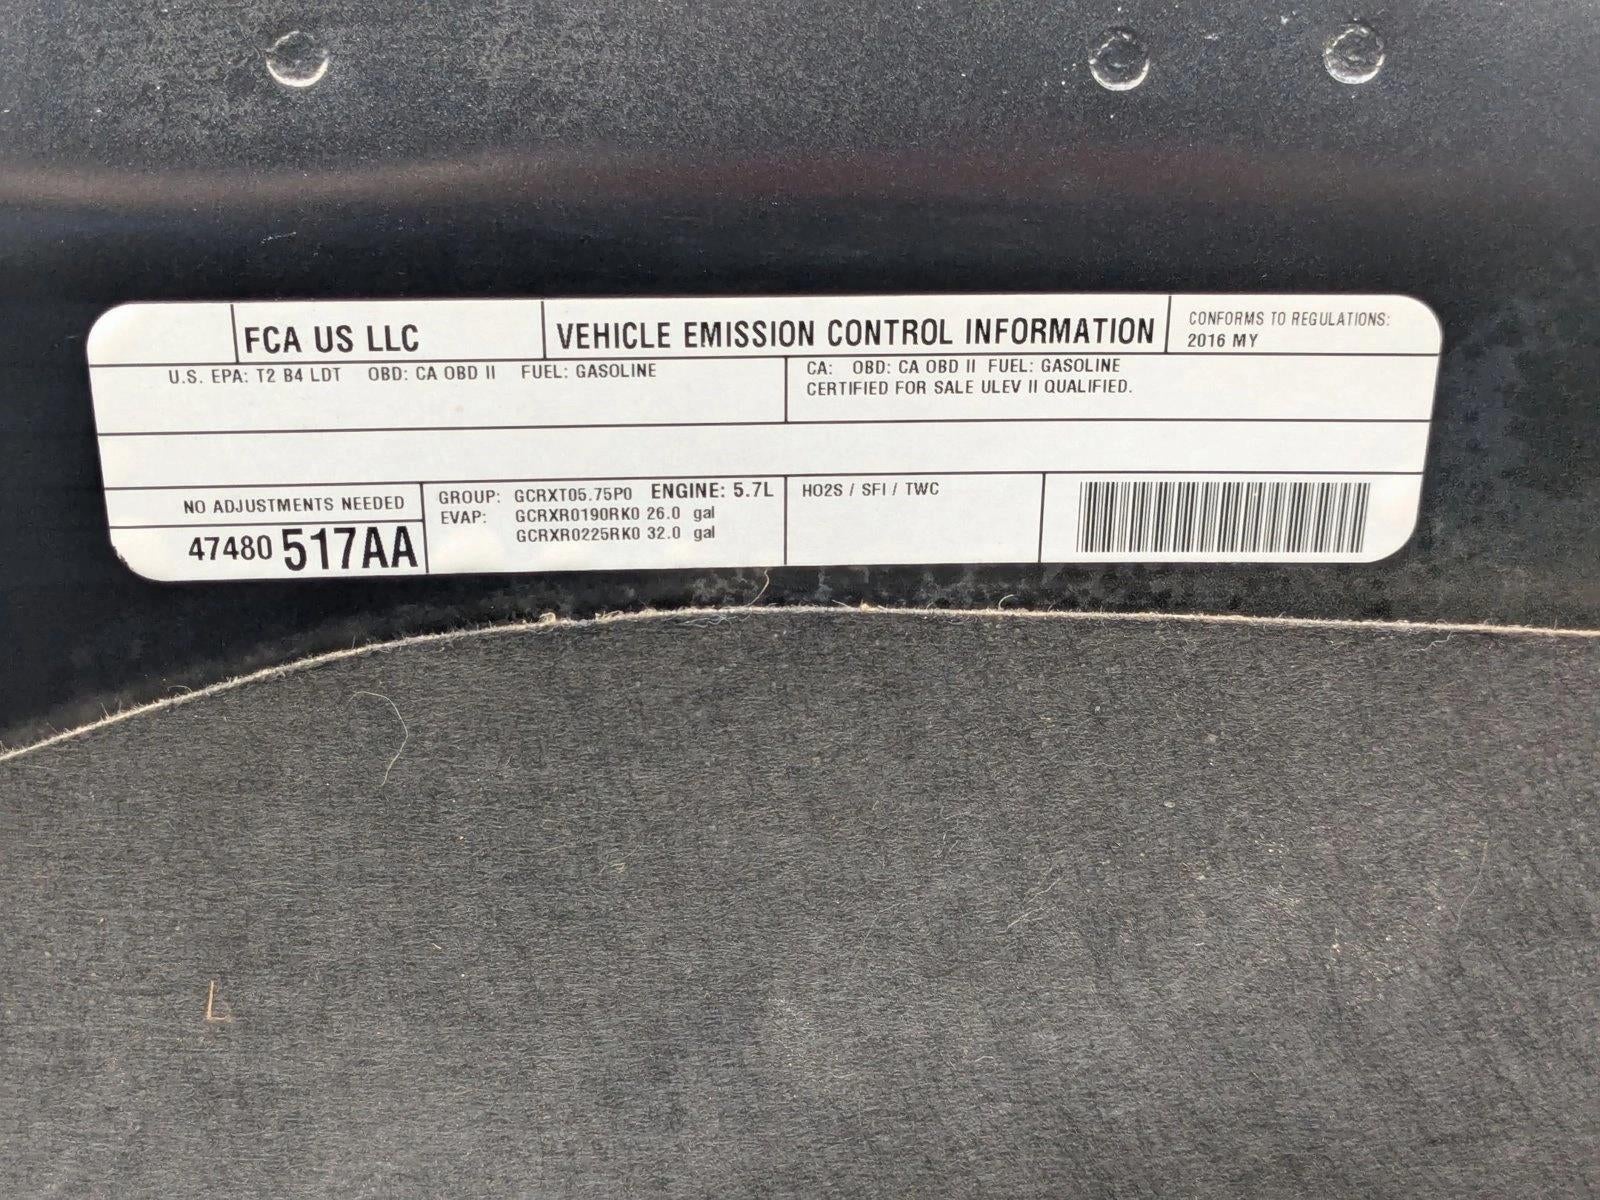 FCA US LLC
VEHICLE EMISSION CONTROL INFORMATION
CONFORMS TO REGULATIONS:
2016 MY
U.S. EPA: T2 B4 LDT OBD: CA OBD II FUEL: GASOLINE
CA: OBD: CA OBD II FUEL: GASOLINE
CERTIFIED FOR SALE ULEV II QUALIFIED.
NO ADJUSTMENTS NEEDED
47480 517AA
GROUP: GCRXT05.75P0 ENGINE: 5.7L
EVAP: GCRXR0190RK0 26.0 gal
GCRXR0225RK0 32.0 gal
HO2S / SFI / TWC